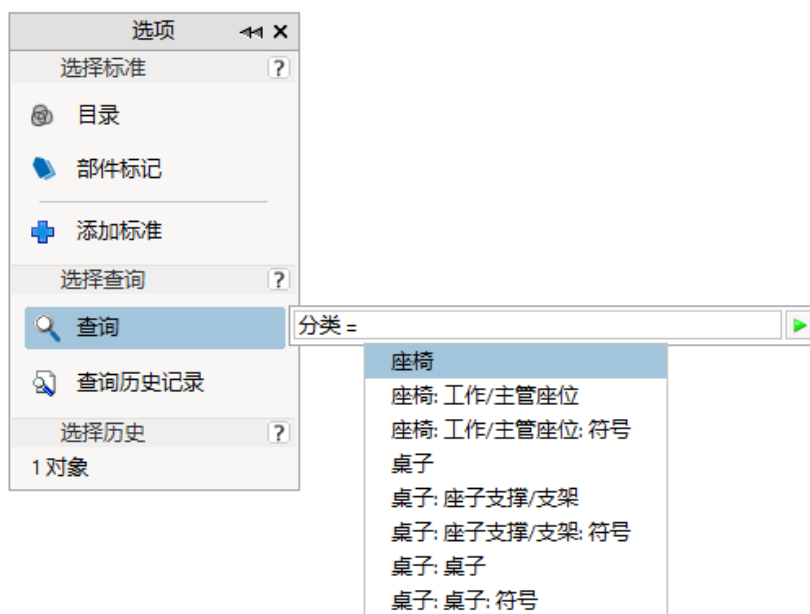 选项
选择标准 ?
目录
部件标记
添加标准
选择查询 ?
查询
分类 =
座椅
座椅: 工作/主管座位
座椅: 工作/主管座位: 符号
桌子
桌子: 座子支撑/支架
桌子: 座子支撑/支架: 符号
桌子: 桌子
桌子: 桌子: 符号
查询历史记录
选择历史 ?
1 对象